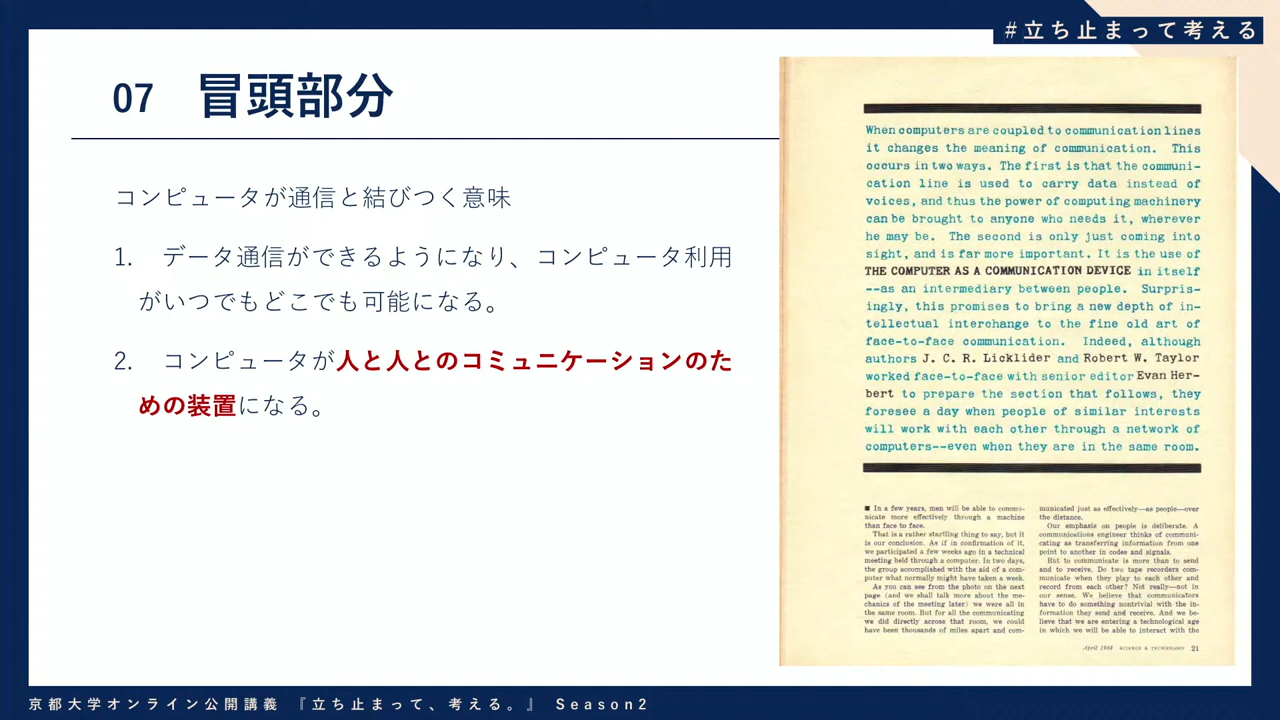 #立ち止まって考える
07 冒頭部分
コンピュータが通信と結びつく意味
1. データ通信ができるようになり、コンピュータ利用
がいつでもどこでも可能になる。
2. コンピュータが人と人とのコミュニケーションのた
めの装置になる。
When computers are coupled to communication lines
it changes the meaning of communication. This
occurs in two ways. The first is that the communi-
cation line is used to carry data instead of
voices, and thus the power of computing machinery
can be brought to anyone who needs it, wherever
he may be. The second is only just coming into
sight, and is far more important. It is the use of
THE COMPUTER AS A COMMUNICATION DEVICE in itself
--as an intermediary between people. Surpris-
ingly, this promises to bring a new depth of in-
tellectual interchange to the fine old art of
face-to-face communication. Indeed, although
authors J. C. R. Licklider and Robert W. Taylor
worked face-to-face with senior editor Evan Her-
bert to prepare the section that follows, they
foresee a day when people of similar interests
will work with each other through a network of
computers--even when they are in the same room.
■ In a few years, men will be able to commu-
nicate more effectively through a machine
than face to face.
That is a rather startling thing to say, but it
is our conclusion. As if in confirmation of it,
we participated a few weeks ago in a technical
meeting held through a computer. In two days,
the group accomplished with the aid of a com-
puter what normally might have taken a week.
As you can see from the photo on the next
page (and we shall talk more about the me-
chanics of the meeting later) we were all in
the same room. But for all the communicating
we did directly across that room, we could
have been thousands of miles apart and com-
municated just as effectively—as people—over
the distance.
Our emphasis on people is deliberate. A
communications engineer thinks of communi-
cating as transferring information from one
point to another in codes and signals.
But to communicate is more than to send
and to receive. Do two tape recorders com-
municate when they play to each other and
record from each other? Not really—not in
our sense. We believe that communicators
have to do something nontrivial with the in-
formation they send and receive. And we be-
lieve that we are entering a technological age
in which we will be able to interact with the
April 1968 SCIENCE & TECHNOLOGY 21
京都大学オンライン公開講義『立ち止まって、考える。』 Season2